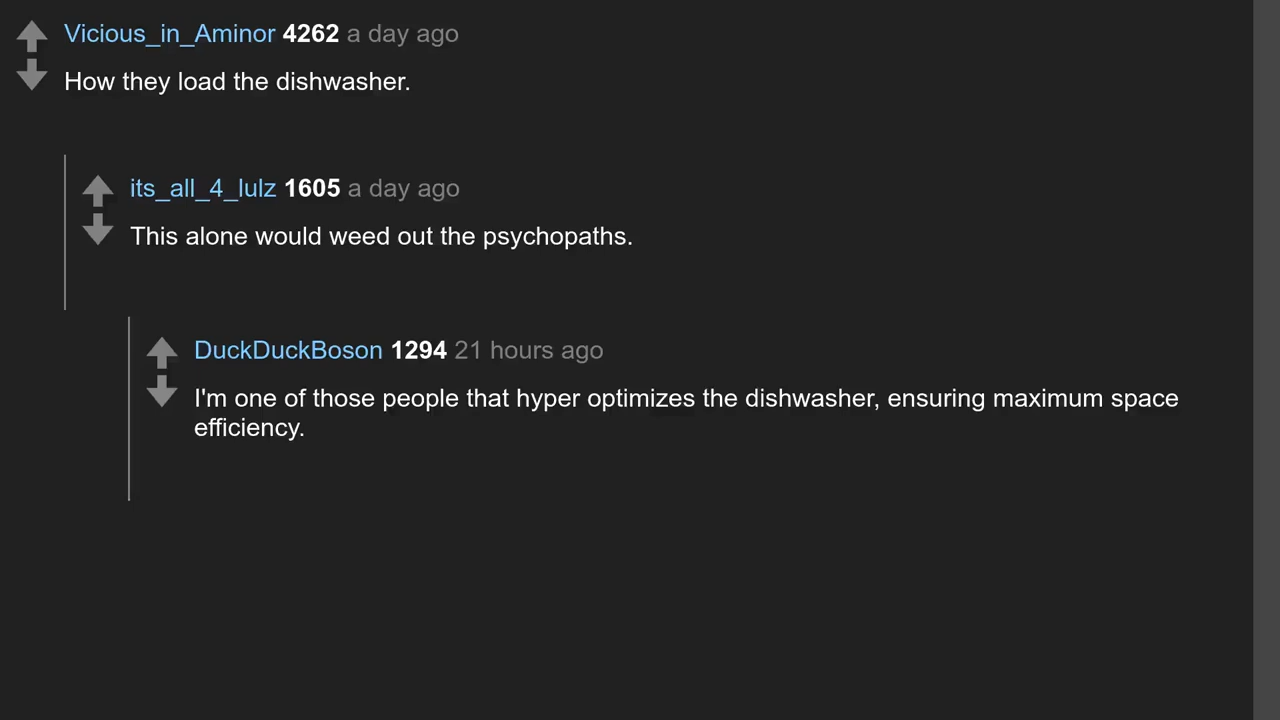 Vicious_in_Aminor 4262 a day ago
How they load the dishwasher.
its_all_4_lulz 1605 a day ago
This alone would weed out the psychopaths.
DuckDuckBoson 1294 21 hours ago
I'm one of those people that hyper optimizes the dishwasher, ensuring maximum space
efficiency.